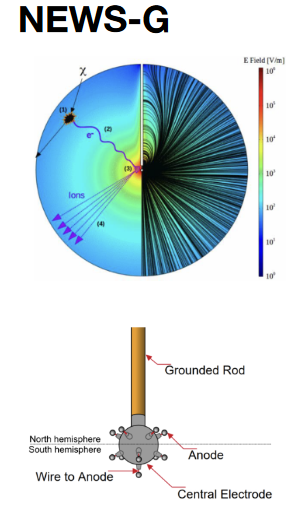 NEWS-G
E Field [V/m]
χ
(1)
(2)
e⁻
(3)
Ions
(4)
10⁵
10⁴
10³
10²
10¹
10⁰
Grounded Rod
North hemisphere
South hemisphere
Anode
Wire to Anode
Central Electrode